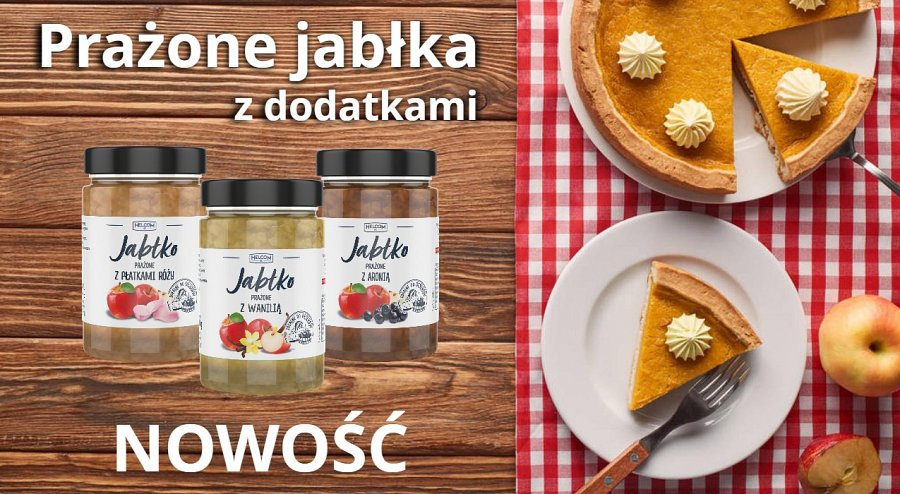 Prażone jabłka
z dodatkami
HELCOM
Jabłko
PRAŻONE
Z PŁATKAMI RÓŻY
HELCOM
Jabłko
PRAŻONE
Z WANILIĄ
HELCOM
Jabłko
PRAŻONE
Z ARONIĄ
NOWOŚĆ